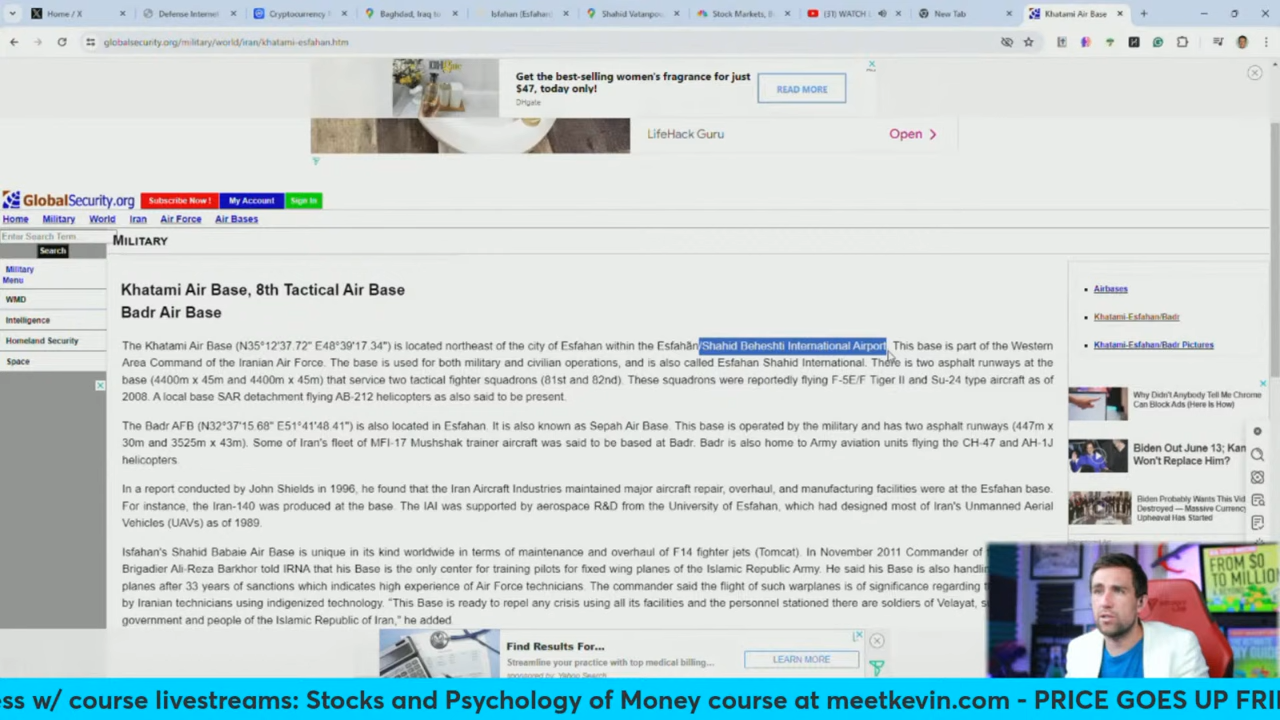 Home / X
Defense Internet
Cryptocurrency
Baghdad, Iraq to
Isfahan (Esfahan)
Shahid Vatanpou
Stock Markets, B
(31) WATCH L
New Tab
Khatami Air Base
globalsecurity.org/military/world/iran/khatami-esfahan.htm
Get the best-selling women's fragrance for just
$47, today only!
DHgate
READ MORE
LifeHack Guru
Open
GlobalSecurity.org
Subscribe Now !
My Account
Sign In
Home
Military
World
Iran
Air Force
Air Bases
Enter Search Term
Search
MILITARY
Military
Menu
WMD
Intelligence
Homeland Security
Space
Khatami Air Base, 8th Tactical Air Base
Badr Air Base
The Khatami Air Base (N35°12'37.72" E48°39'17.34") is located northeast of the city of Esfahan within the Esfahān/Shahid Beheshti International Airport. This base is part of the Western
Area Command of the Iranian Air Force. The base is used for both military and civilian operations, and is also called Esfahan Shahid International. There is two asphalt runways at the
base (4400m x 45m and 4400m x 45m) that service two tactical fighter squadrons (81st and 82nd). These squadrons were reportedly flying F-5E/F Tiger II and Su-24 type aircraft as of
2008. A local base SAR detachment flying AB-212 helicopters as also said to be present.
The Badr AFB (N32°37'15.68" E51°41'48.41") is also located in Esfahan. It is also known as Sepah Air Base. This base is operated by the military and has two asphalt runways (447m x
30m and 3525m x 43m). Some of Iran's fleet of MFI-17 Mushshak trainer aircraft was said to be based at Badr. Badr is also home to Army aviation units flying the CH-47 and AH-1J
helicopters.
In a report conducted by John Shields in 1996, he found that the Iran Aircraft Industries maintained major aircraft repair, overhaul, and manufacturing facilities were at the Esfahan base.
For instance, the Iran-140 was produced at the base. The IAI was supported by aerospace R&D from the University of Esfahan, which had designed most of Iran's Unmanned Aerial
Vehicles (UAVs) as of 1989.
Isfahan's Shahid Babaie Air Base is unique in its kind worldwide in terms of maintenance and overhaul of F14 fighter jets (Tomcat). In November 2011 Commander of
Brigadier Ali-Reza Barkhor told IRNA that his Base is the only center for training pilots for fixed wing planes of the Islamic Republic Army. He said his Base is also handlin
planes after 33 years of sanctions which indicates high experience of Air Force technicians. The commander said the flight of such warplanes is of significance regarding t
by Iranian technicians using indigenized technology. "This Base is ready to repel any crisis using all its facilities and the personnel stationed there are soldiers of Velayat, s
government and people of the Islamic Republic of Iran," he added.
Airbases
Khatami-Esfahan/Badr
Khatami-Esfahan/Badr Pictures
Why Didn't Anybody Tell Me Chrome
Can Block Ads (Here Is How)
Biden Out June 13; Kam
Won't Replace Him?
Biden Probably Wants This Vid
Destroyed — Massive Currency
Upheaval Has Started
FROM $0
TO MILLION
Find Results For...
Streamline your practice with top medical billing...
sponsored by: Yahoo Search
LEARN MORE
ess w/ course livestreams: Stocks and Psychology of Money course at meetkevin.com - PRICE GOES UP FRI